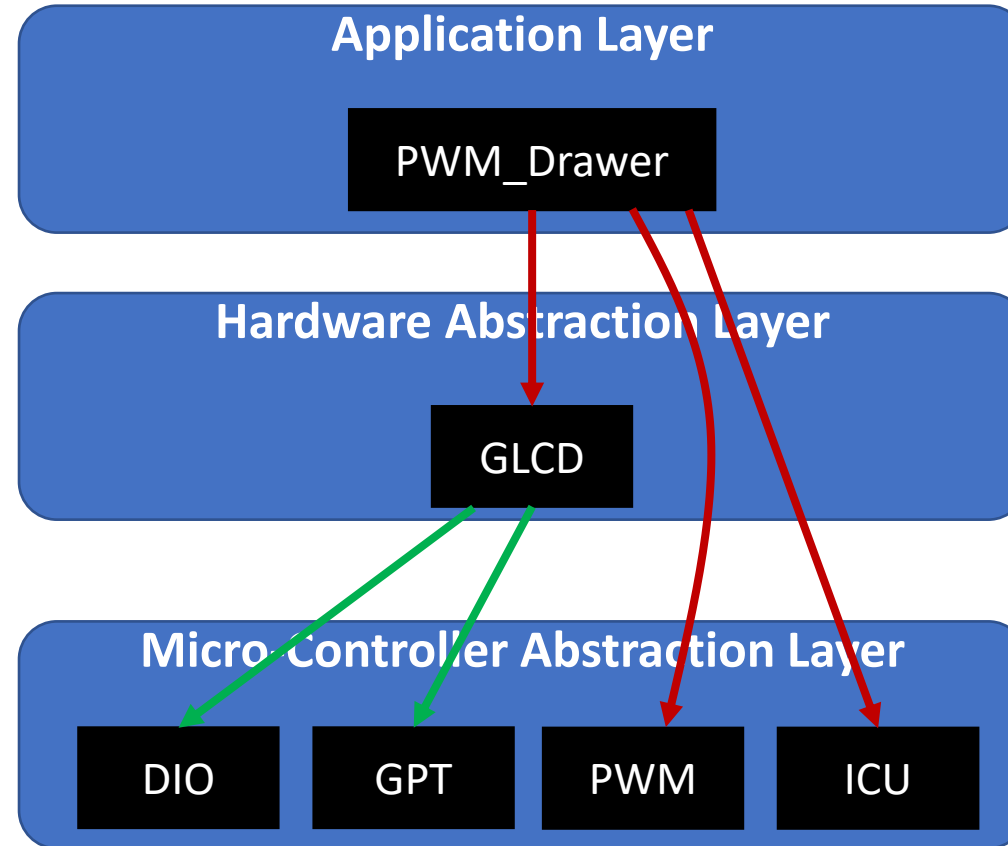 Application Layer
PWM_Drawer
Hardware Abstraction Layer
GLCD
Micro-Controller Abstraction Layer
DIO
GPT
PWM
ICU